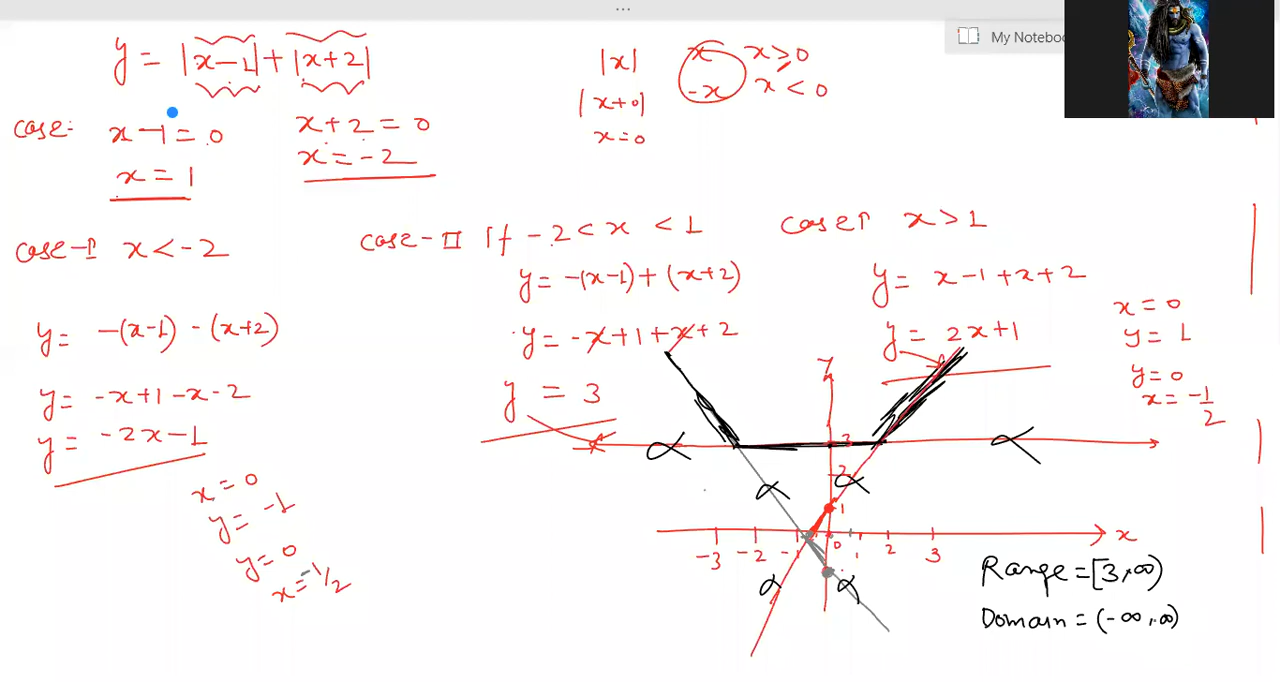 ...
My Noteboo
y = |x-1| + |x+2|
case:-
x-1 = 0
x = 1
x+2 = 0
x = -2
|x|
|x+0|
x=0
x x≥0
-x x<0
case-I x < -2
y = -(x-1) - (x+2)
y = -x+1-x-2
y = -2x-1
x = 0
y = -1
y = 0
x = -1/2
case-II If -2 < x < 1
y = -(x-1) + (x+2)
y = -x+1+x+2
y = 3
case x > 1
y = x-1+x+2
y = 2x+1
x = 0
y = 1
y = 0
x = -1/2
y
3
2
1
-3 -2 -1 0 1 2 3 x
α α
α α
α α
Range = [3,∞)
Domain = (-∞,∞)